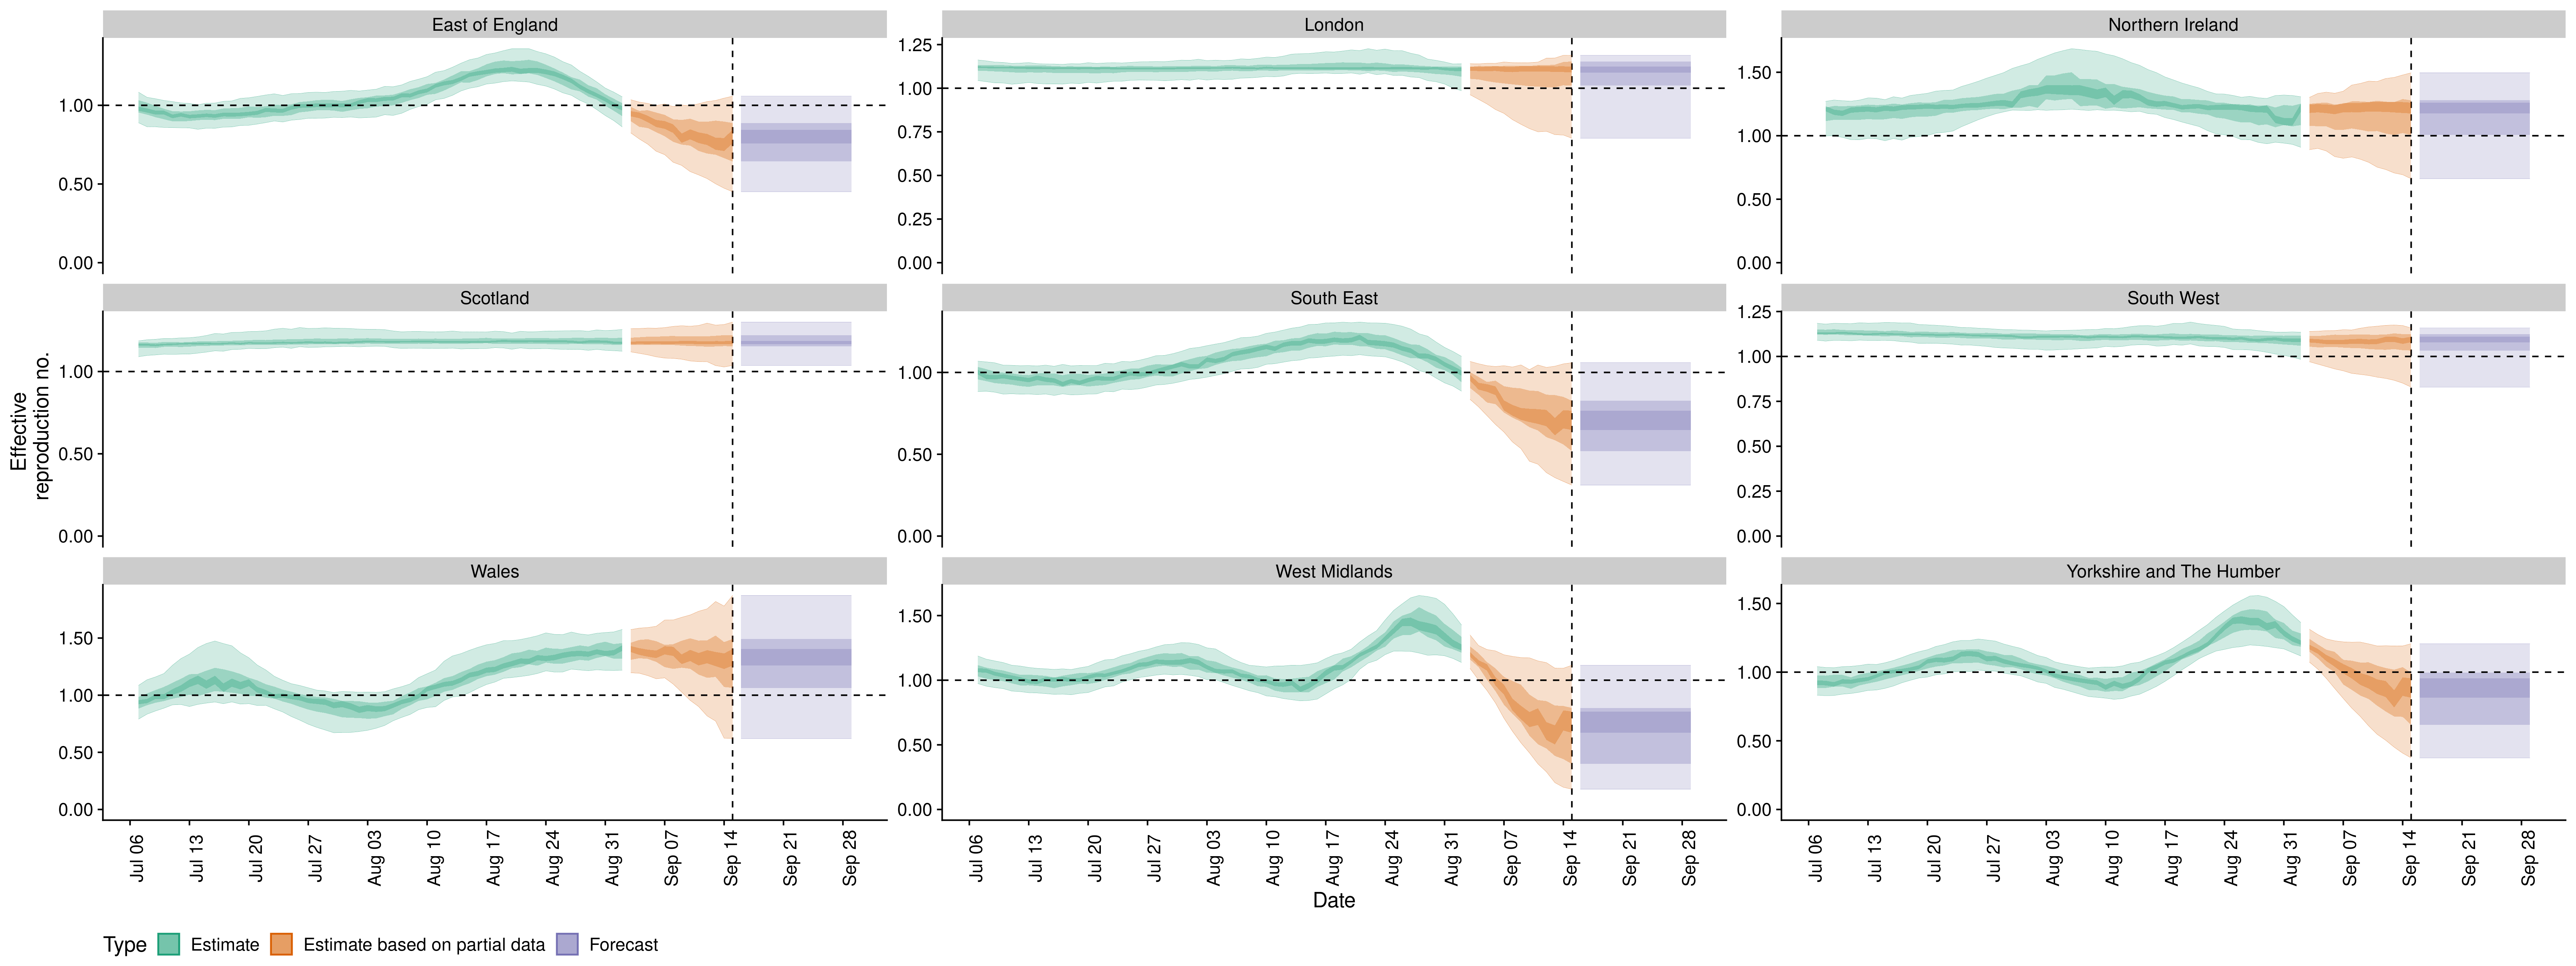 East of England
London
Northern Ireland
1.00
0.50
0.00
1.25
1.00
0.75
0.50
0.25
0.00
1.50
1.00
0.50
0.00
Scotland
South East
South West
1.00
0.50
0.00
1.00
0.50
0.00
1.25
1.00
0.75
0.50
0.25
0.00
Effective
reproduction no.
Wales
West Midlands
Yorkshire and The Humber
1.50
1.00
0.50
0.00
1.50
1.00
0.50
0.00
1.50
1.00
0.50
0.00
Jul 06
Jul 13
Jul 20
Jul 27
Aug 03
Aug 10
Aug 17
Aug 24
Aug 31
Sep 07
Sep 14
Sep 21
Sep 28
Jul 06
Jul 13
Jul 20
Jul 27
Aug 03
Aug 10
Aug 17
Aug 24
Aug 31
Sep 07
Sep 14
Sep 21
Sep 28
Jul 06
Jul 13
Jul 20
Jul 27
Aug 03
Aug 10
Aug 17
Aug 24
Aug 31
Sep 07
Sep 14
Sep 21
Sep 28
Date
Type Estimate Estimate based on partial data Forecast